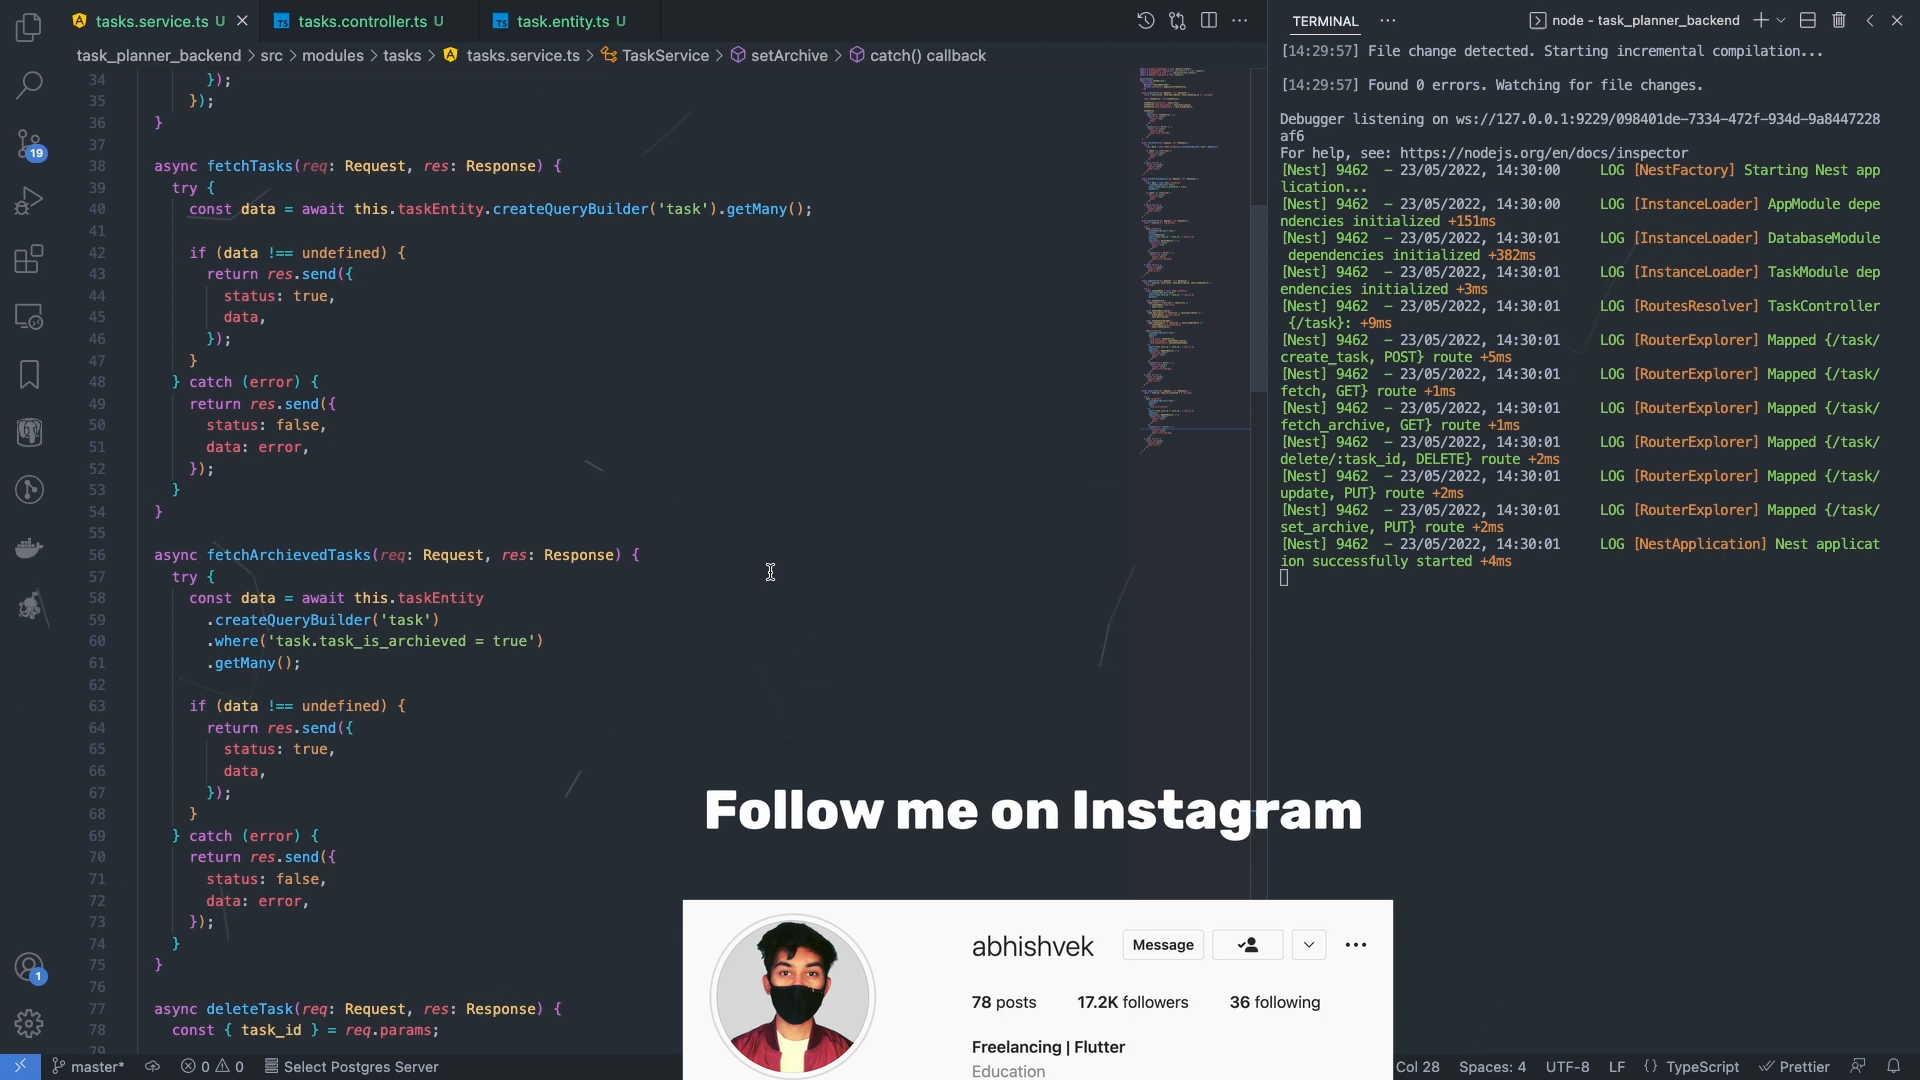 tasks.service.ts U
tasks.controller.ts U
task.entity.ts U
task_planner_backend > src > modules > tasks > tasks.service.ts > TaskService > setArchive > catch() callback
34 });
35 });
36 }
37
38 async fetchTasks(req: Request, res: Response) {
39 try {
40 const data = await this.taskEntity.createQueryBuilder('task').getMany();
41
42 if (data !== undefined) {
43 return res.send({
44 status: true,
45 data,
46 });
47 }
48 } catch (error) {
49 return res.send({
50 status: false,
51 data: error,
52 });
53 }
54 }
55
56 async fetchArchievedTasks(req: Request, res: Response) {
57 try {
58 const data = await this.taskEntity
59 .createQueryBuilder('task')
60 .where('task.task_is_archieved = true')
61 .getMany();
62
63 if (data !== undefined) {
64 return res.send({
65 status: true,
66 data,
67 });
68 }
69 } catch (error) {
70 return res.send({
71 status: false,
72 data: error,
73 });
74 }
75 }
76
77 async deleteTask(req: Request, res: Response) {
78 const { task_id } = req.params;
79
TERMINAL
node - task_planner_backend
[14:29:57] File change detected. Starting incremental compilation...
[14:29:57] Found 0 errors. Watching for file changes.
Debugger listening on ws://127.0.0.1:9229/098401de-7334-472f-934d-9a8447228
af6
For help, see: https://nodejs.org/en/docs/inspector
[Nest] 9462 - 23/05/2022, 14:30:00 LOG [NestFactory] Starting Nest app
lication...
[Nest] 9462 - 23/05/2022, 14:30:00 LOG [InstanceLoader] AppModule depe
ndencies initialized +151ms
[Nest] 9462 - 23/05/2022, 14:30:01 LOG [InstanceLoader] DatabaseModule
dependencies initialized +382ms
[Nest] 9462 - 23/05/2022, 14:30:01 LOG [InstanceLoader] TaskModule dep
endencies initialized +3ms
[Nest] 9462 - 23/05/2022, 14:30:01 LOG [RoutesResolver] TaskController
{/task}: +9ms
[Nest] 9462 - 23/05/2022, 14:30:01 LOG [RouterExplorer] Mapped {/task/
create_task, POST} route +5ms
[Nest] 9462 - 23/05/2022, 14:30:01 LOG [RouterExplorer] Mapped {/task/
fetch, GET} route +1ms
[Nest] 9462 - 23/05/2022, 14:30:01 LOG [RouterExplorer] Mapped {/task/
fetch_archive, GET} route +1ms
[Nest] 9462 - 23/05/2022, 14:30:01 LOG [RouterExplorer] Mapped {/task/
delete/:task_id, DELETE} route +2ms
[Nest] 9462 - 23/05/2022, 14:30:01 LOG [RouterExplorer] Mapped {/task/
update, PUT} route +2ms
[Nest] 9462 - 23/05/2022, 14:30:01 LOG [RouterExplorer] Mapped {/task/
set_archive, PUT} route +2ms
[Nest] 9462 - 23/05/2022, 14:30:01 LOG [NestApplication] Nest applicat
ion successfully started +4ms
19
1
Follow me on Instagram
abhishvek Message
78 posts 17.2K followers 36 following
Freelancing | Flutter
Education
master* 0 0 Select Postgres Server
Col 28 Spaces: 4 UTF-8 LF {} TypeScript Prettier